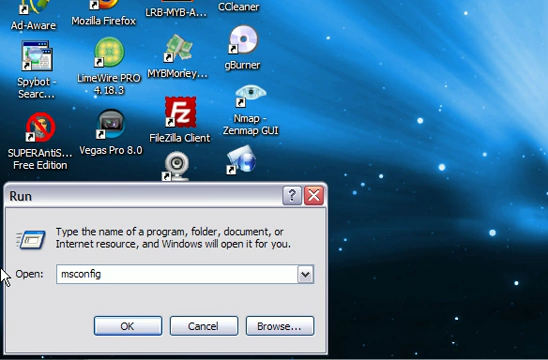 Ad-Aware
Mozilla Firefox
LRB-MYB-A...
CCleaner
Spybot -
Searc...
LimeWire PRO
4.18.3
MYBMoney...
gBurner
SUPERAntiS...
Free Edition
Vegas Pro 8.0
FileZilla Client
Nmap -
Zenmap GUI
Fz
Run
Type the name of a program, folder, document, or
Internet resource, and Windows will open it for you.
Open:
msconfig
OK
Cancel
Browse...